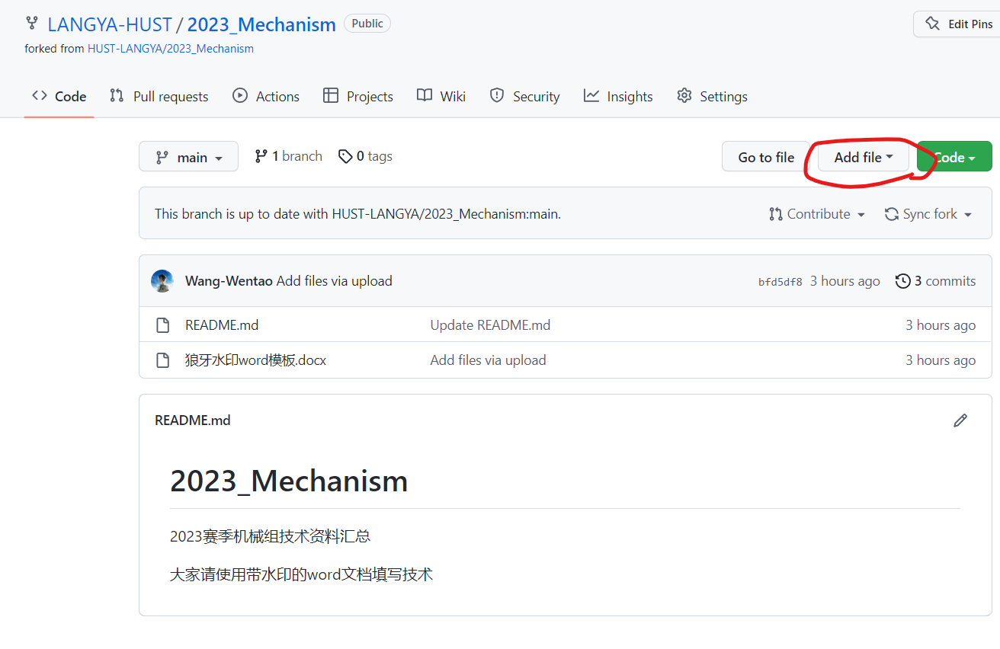 LANGYA-HUST / 2023_Mechanism Public Edit Pins
forked from HUST-LANGYA/2023_Mechanism
Code Pull requests Actions Projects Wiki Security Insights Settings
main 1 branch 0 tags Go to file Add file Code
This branch is up to date with HUST-LANGYA/2023_Mechanism:main. Contribute Sync fork
Wang-Wentao Add files via upload bfd5df8 3 hours ago 3 commits
README.md Update README.md 3 hours ago
狼牙水印word模板.docx Add files via upload 3 hours ago
README.md
2023_Mechanism
2023赛季机械组技术资料汇总
大家请使用带水印的word文档填写技术